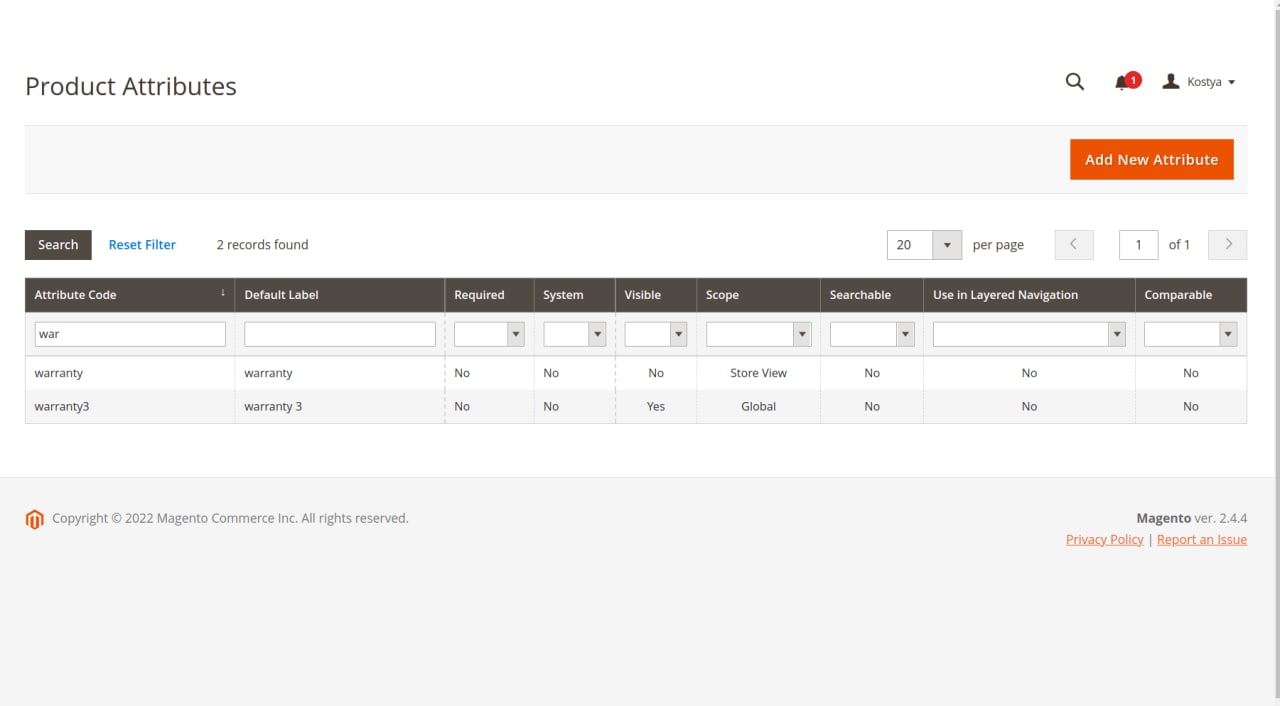 Product Attributes
1
Kostya
Add New Attribute
Search Reset Filter 2 records found 20 per page 1 of 1
Attribute Code ↓ Default Label Required System Visible Scope Searchable Use in Layered Navigation Comparable
war
warranty warranty No No No Store View No No No
warranty3 warranty 3 No No Yes Global No No No
Copyright © 2022 Magento Commerce Inc. All rights reserved.
Magento ver. 2.4.4
Privacy Policy | Report an Issue